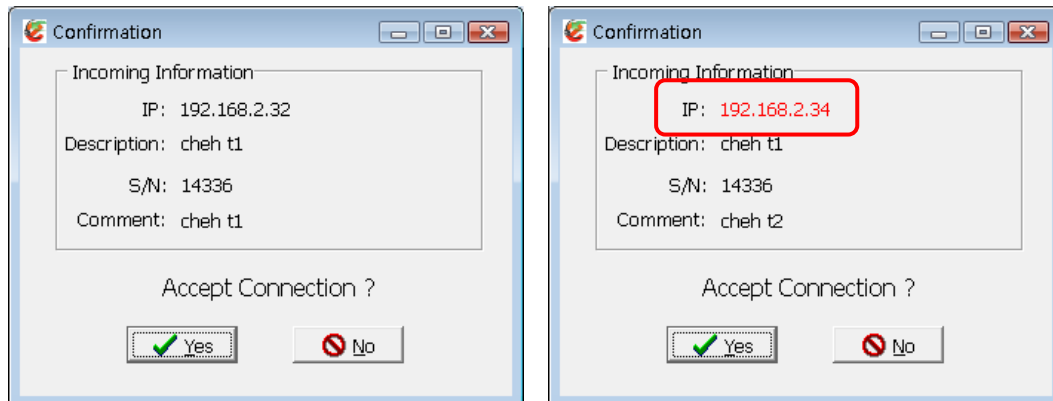 Confirmation
Incoming Information
IP: 192.168.2.32
Description: cheh t1
S/N: 14336
Comment: cheh t1
Accept Connection ?
Yes
No
Confirmation
Incoming Information
IP: 192.168.2.34
Description: cheh t1
S/N: 14336
Comment: cheh t2
Accept Connection ?
Yes
No